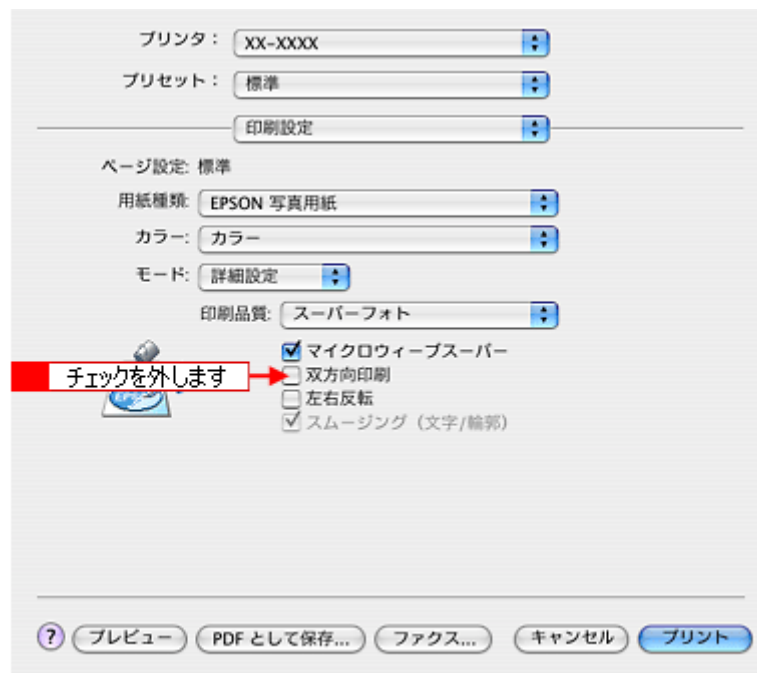 プリンタ： XX-XXXX
プリセット： 標準
印刷設定
ページ設定: 標準
用紙種類: EPSON 写真用紙
カラー: カラー
モード: 詳細設定
印刷品質: スーパーフォト
マイクロウィーブスーパー
チェックを外します 双方向印刷
左右反転
スムージング（文字/輪郭）
? プレビュー PDF として保存... ファクス... キャンセル プリント